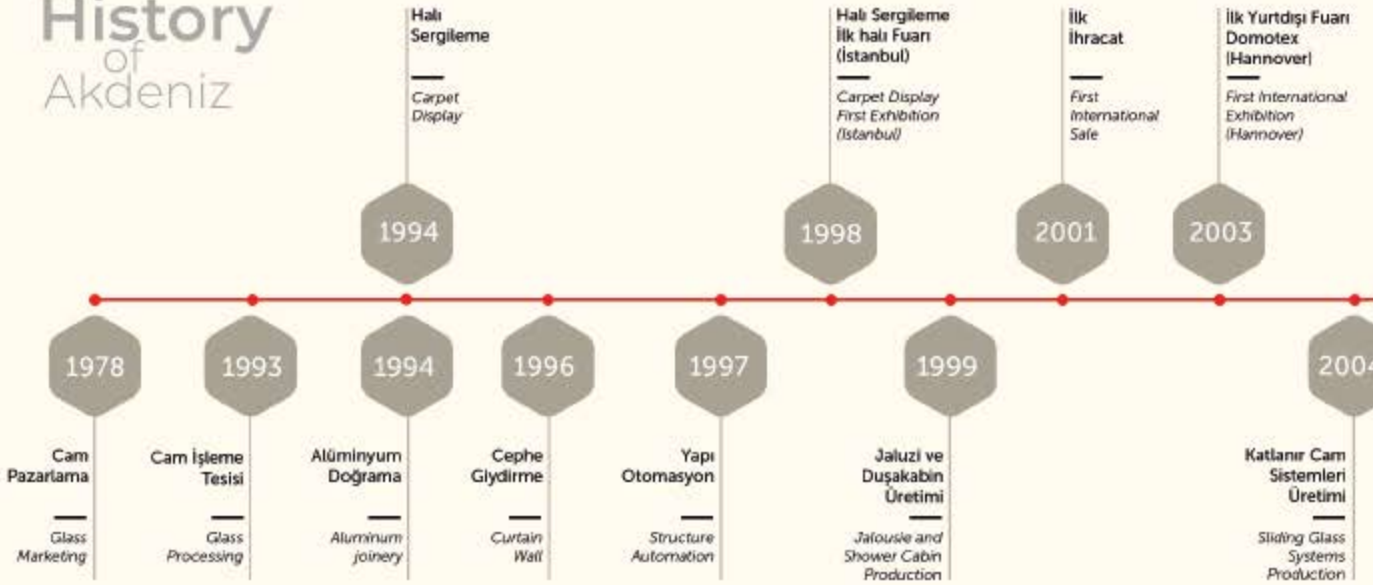 History
of
Akdeniz
Halı
Sergileme
Carpet
Display
1994
Halı Sergileme
İlk halı Fuarı
(İstanbul)
Carpet Display
First Exhibition
(Istanbul)
1998
İlk
İhracat
First
International
Sale
2001
İlk Yurtdışı Fuarı
Domotex
(Hannover)
First International
Exhibition
(Hannover)
2003
1978
Cam
Pazarlama
Glass
Marketing
1993
Cam İşleme
Tesisi
Glass
Processing
1994
Alüminyum
Doğrama
Aluminum
joinery
1996
Cephe
Giydirme
Curtain
Wall
1997
Yapı
Otomasyon
Structure
Automation
1999
Jaluzi ve
Duşakabin
Üretimi
Jalousie and
Shower Cabin
Production
2004
Katlanır Cam
Sistemleri
Üretimi
Sliding Glass
Systems
Production